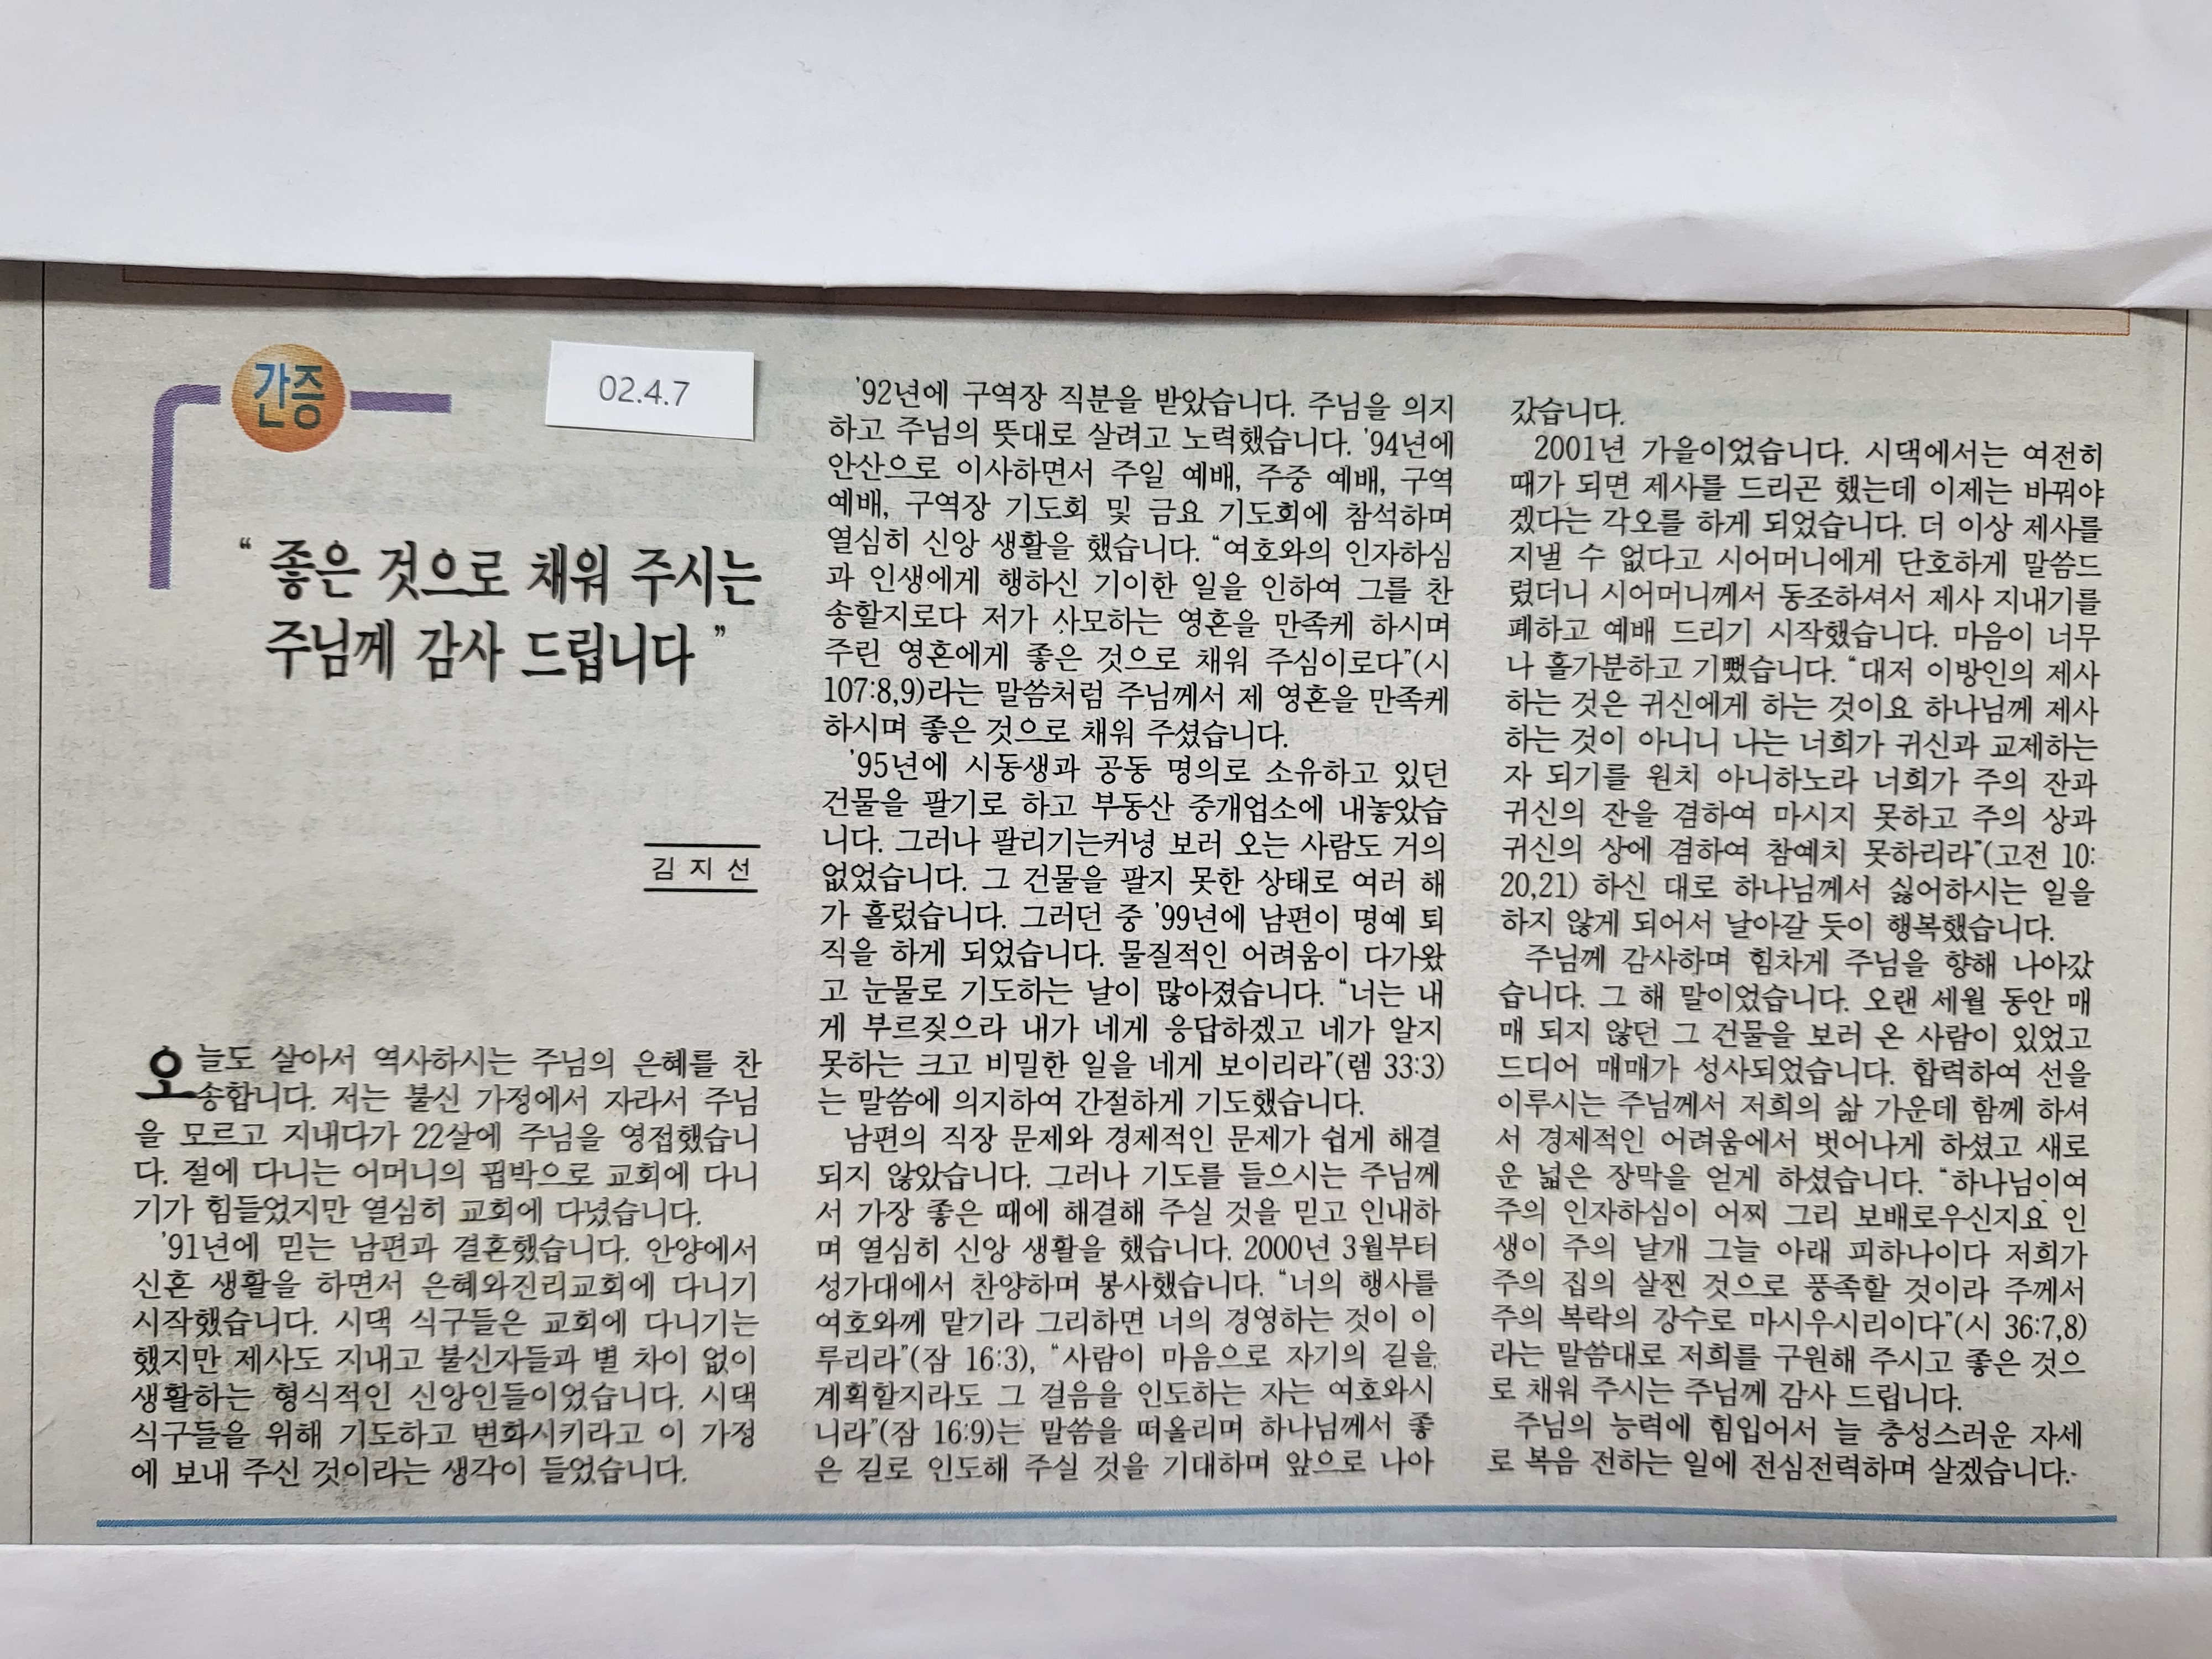 간증
02.4.7
“ 좋은 것으로 채워 주시는
주님께 감사 드립니다 ”
김 지 선
오늘도 살아서 역사하시는 주님의 은혜를 찬
송합니다. 저는 불신 가정에서 자라서 주님
을 모르고 지내다가 22살에 주님을 영접했습니
다. 절에 다니는 어머니의 핍박으로 교회에 다니
기가 힘들었지만 열심히 교회에 다녔습니다.
'91년에 믿는 남편과 결혼했습니다. 안양에서
신혼 생활을 하면서 은혜와진리교회에 다니기
시작했습니다. 시댁 식구들은 교회에 다니기는
했지만 제사도 지내고 불신자들과 별 차이 없이
생활하는 형식적인 신앙인들이었습니다. 시댁
식구들을 위해 기도하고 변화시키라고 이 가정
에 보내 주신 것이라는 생각이 들었습니다.
'92년에 구역장 직분을 받았습니다. 주님을 의지
하고 주님의 뜻대로 살려고 노력했습니다. '94년에
안산으로 이사하면서 주일 예배, 주중 예배, 구역
예배, 구역장 기도회 및 금요 기도회에 참석하며
열심히 신앙 생활을 했습니다. “여호와의 인자하심
과 인생에게 행하신 기이한 일을 인하여 그를 찬
송할지로다 저가 사모하는 영혼을 만족케 하시며
주린 영혼에게 좋은 것으로 채워 주심이로다”(시
107:8,9)라는 말씀처럼 주님께서 제 영혼을 만족케
하시며 좋은 것으로 채워 주셨습니다.
'95년에 시동생과 공동 명의로 소유하고 있던
건물을 팔기로 하고 부동산 중개업소에 내놓았습
니다. 그러나 팔리기는커녕 보러 오는 사람도 거의
없었습니다. 그 건물을 팔지 못한 상태로 여러 해
가 흘렀습니다. 그러던 중 '99년에 남편이 명예 퇴
직을 하게 되었습니다. 물질적인 어려움이 다가왔
고 눈물로 기도하는 날이 많아졌습니다. “너는 내
게 부르짖으라 내가 네게 응답하겠고 네가 알지
못하는 크고 비밀한 일을 네게 보이리라”(렘 33:3)
는 말씀에 의지하여 간절하게 기도했습니다.
남편의 직장 문제와 경제적인 문제가 쉽게 해결
되지 않았습니다. 그러나 기도를 들으시는 주님께
서 가장 좋은 때에 해결해 주실 것을 믿고 인내하
며 열심히 신앙 생활을 했습니다. 2000년 3월부터
성가대에서 찬양하며 봉사했습니다. “너의 행사를
여호와께 맡기라 그리하면 너의 경영하는 것이 이
루리라”(잠 16:3), “사람이 마음으로 자기의 길을
계획할지라도 그 걸음을 인도하는 자는 여호와시
니라”(잠 16:9)는 말씀을 떠올리며 하나님께서 좋
은 길로 인도해 주실 것을 기대하며 앞으로 나아
갔습니다.
2001년 가을이었습니다. 시댁에서는 여전히
때가 되면 제사를 드리곤 했는데 이제는 바꿔야
겠다는 각오를 하게 되었습니다. 더 이상 제사를
지낼 수 없다고 시어머니에게 단호하게 말씀드
렸더니 시어머니께서 동조하셔서 제사 지내기를
폐하고 예배 드리기 시작했습니다. 마음이 너무
나 홀가분하고 기뻤습니다. “대저 이방인의 제사
하는 것은 귀신에게 하는 것이요 하나님께 제사
하는 것이 아니니 나는 너희가 귀신과 교제하는
자 되기를 원치 아니하노라 너희가 주의 잔과
귀신의 잔을 겸하여 마시지 못하고 주의 상과
귀신의 상에 겸하여 참예치 못하리라”(고전 10:
20,21) 하신 대로 하나님께서 싫어하시는 일을
하지 않게 되어서 날아갈 듯이 행복했습니다.
주님께 감사하며 힘차게 주님을 향해 나아갔
습니다. 그 해 말이었습니다. 오랜 세월 동안 매
매 되지 않던 그 건물을 보러 온 사람이 있었고
드디어 매매가 성사되었습니다. 합력하여 선을
이루시는 주님께서 저희의 삶 가운데 함께 하셔
서 경제적인 어려움에서 벗어나게 하셨고 새로
운 넓은 장막을 얻게 하셨습니다. “하나님이여
주의 인자하심이 어찌 그리 보배로우신지요 인
생이 주의 날개 그늘 아래 피하나이다 저희가
주의 집의 살찐 것으로 풍족할 것이라 주께서
주의 복락의 강수로 마시우시리이다”(시 36:7,8)
라는 말씀대로 저희를 구원해 주시고 좋은 것으
로 채워 주시는 주님께 감사 드립니다.
주님의 능력에 힘입어서 늘 충성스러운 자세
로 복음 전하는 일에 전심전력하며 살겠습니다.